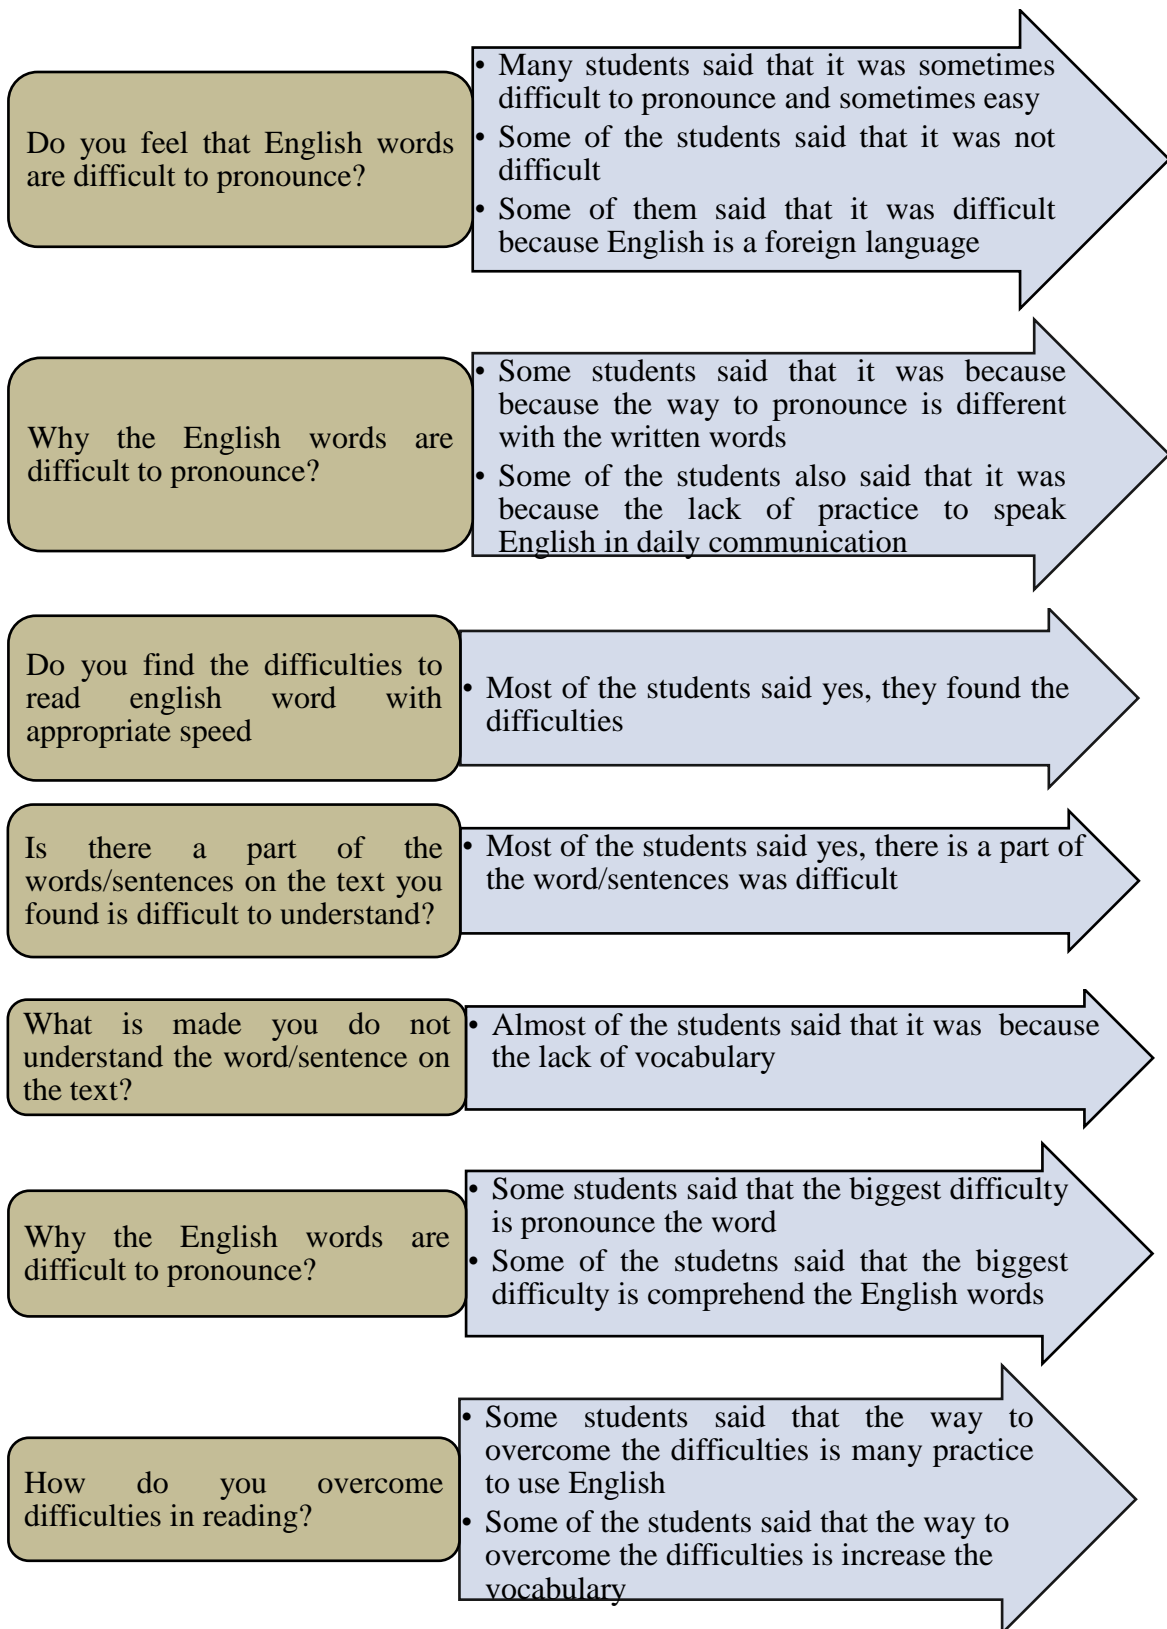 Do you feel that English words
are difficult to pronounce?
• Many students said that it was sometimes
difficult to pronounce and sometimes easy
• Some of the students said that it was not
difficult
• Some of them said that it was difficult
because English is a foreign language
Why the English words are
difficult to pronounce?
• Some students said that it was because
because the way to pronounce is different
with the written words
• Some of the students also said that it was
because the lack of practice to speak
English in daily communication
Do you find the difficulties to
read english word with
appropriate speed
• Most of the students said yes, they found the
difficulties
Is there a part of the
words/sentences on the text you
found is difficult to understand?
• Most of the students said yes, there is a part of
the word/sentences was difficult
What is made you do not
understand the word/sentence on
the text?
• Almost of the students said that it was because
the lack of vocabulary
Why the English words are
difficult to pronounce?
• Some students said that the biggest difficulty
is pronounce the word
• Some of the studetns said that the biggest
difficulty is comprehend the English words
How do you overcome
difficulties in reading?
• Some students said that the way to
overcome the difficulties is many practice
to use English
• Some of the students said that the way to
overcome the difficulties is increase the
vocabulary